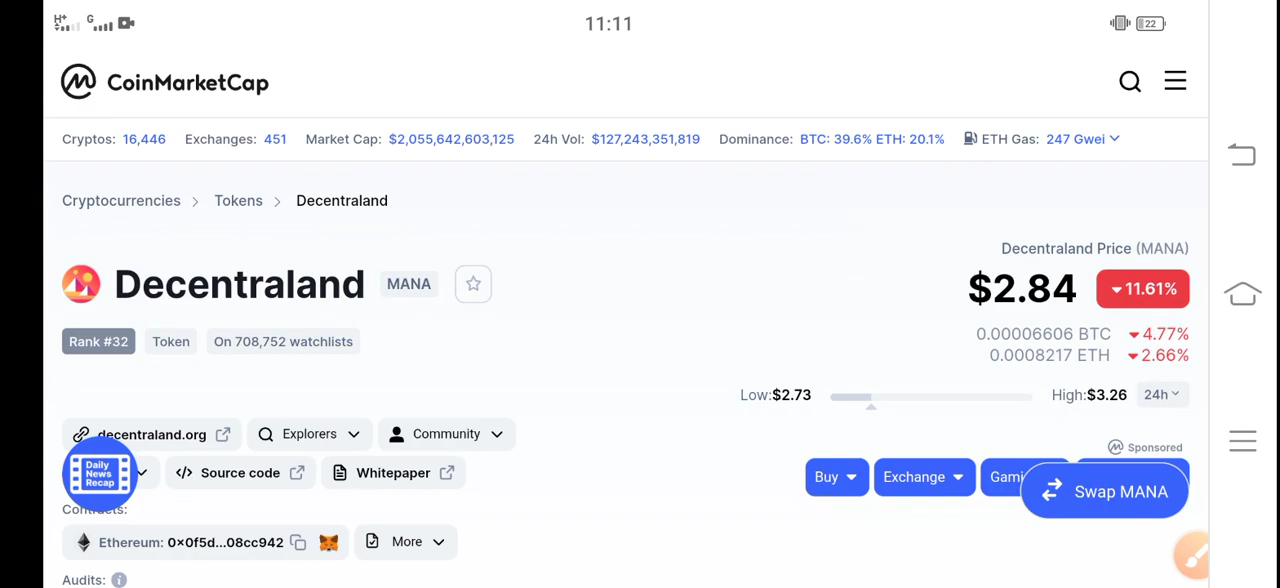 H+ G 11:11 22
CoinMarketCap
Cryptos: 16,446 Exchanges: 451 Market Cap: $2,055,642,603,125 24h Vol: $127,243,351,819 Dominance: BTC: 39.6% ETH: 20.1% ETH Gas: 247 Gwei
Cryptocurrencies > Tokens > Decentraland
Decentraland Price (MANA)
Decentraland MANA $2.84 11.61%
Rank #32 Token On 708,752 watchlists 0.00006606 BTC 4.77%
0.0008217 ETH 2.66%
Low:$2.73 High:$3.26 24h
decentraland.org Explorers Community
Sponsored
Daily News Recap
Source code Whitepaper Buy Exchange Gami
Swap MANA
Contracts:
Ethereum: 0x0f5d...08cc942 More
Audits: i